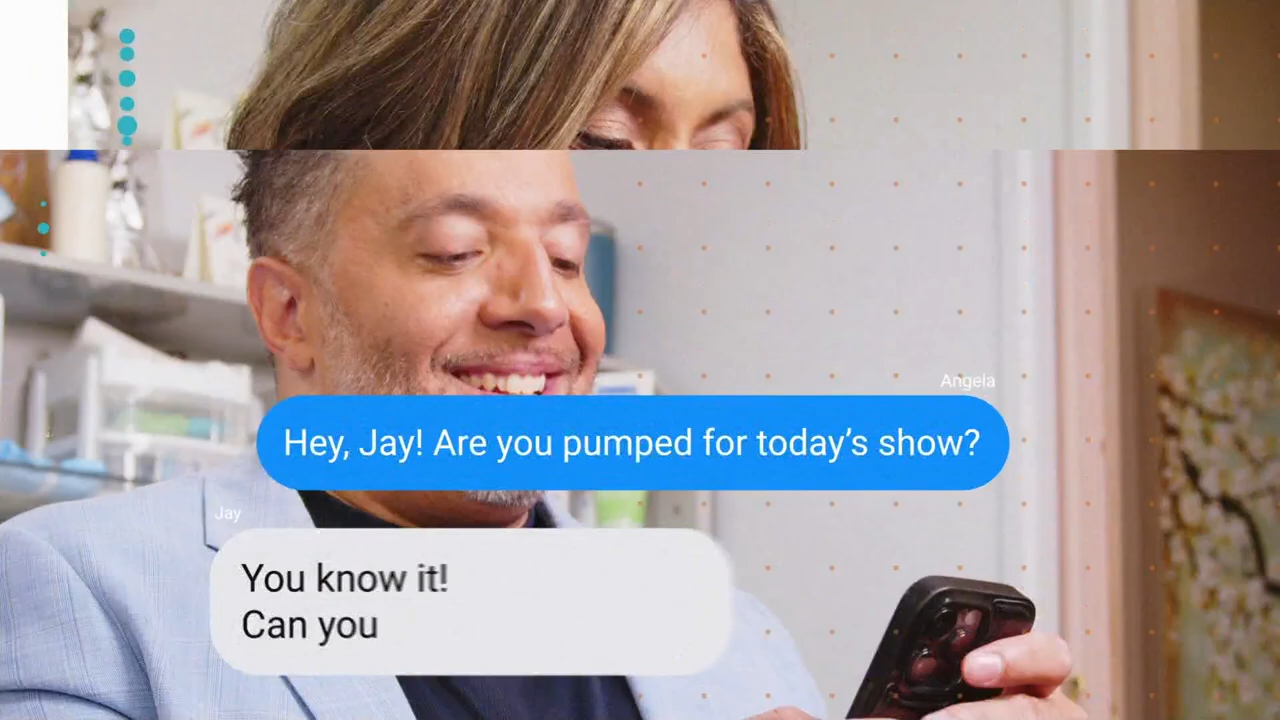 Angela
Hey, Jay! Are you pumped for today’s show?
Jay
You know it!
Can you